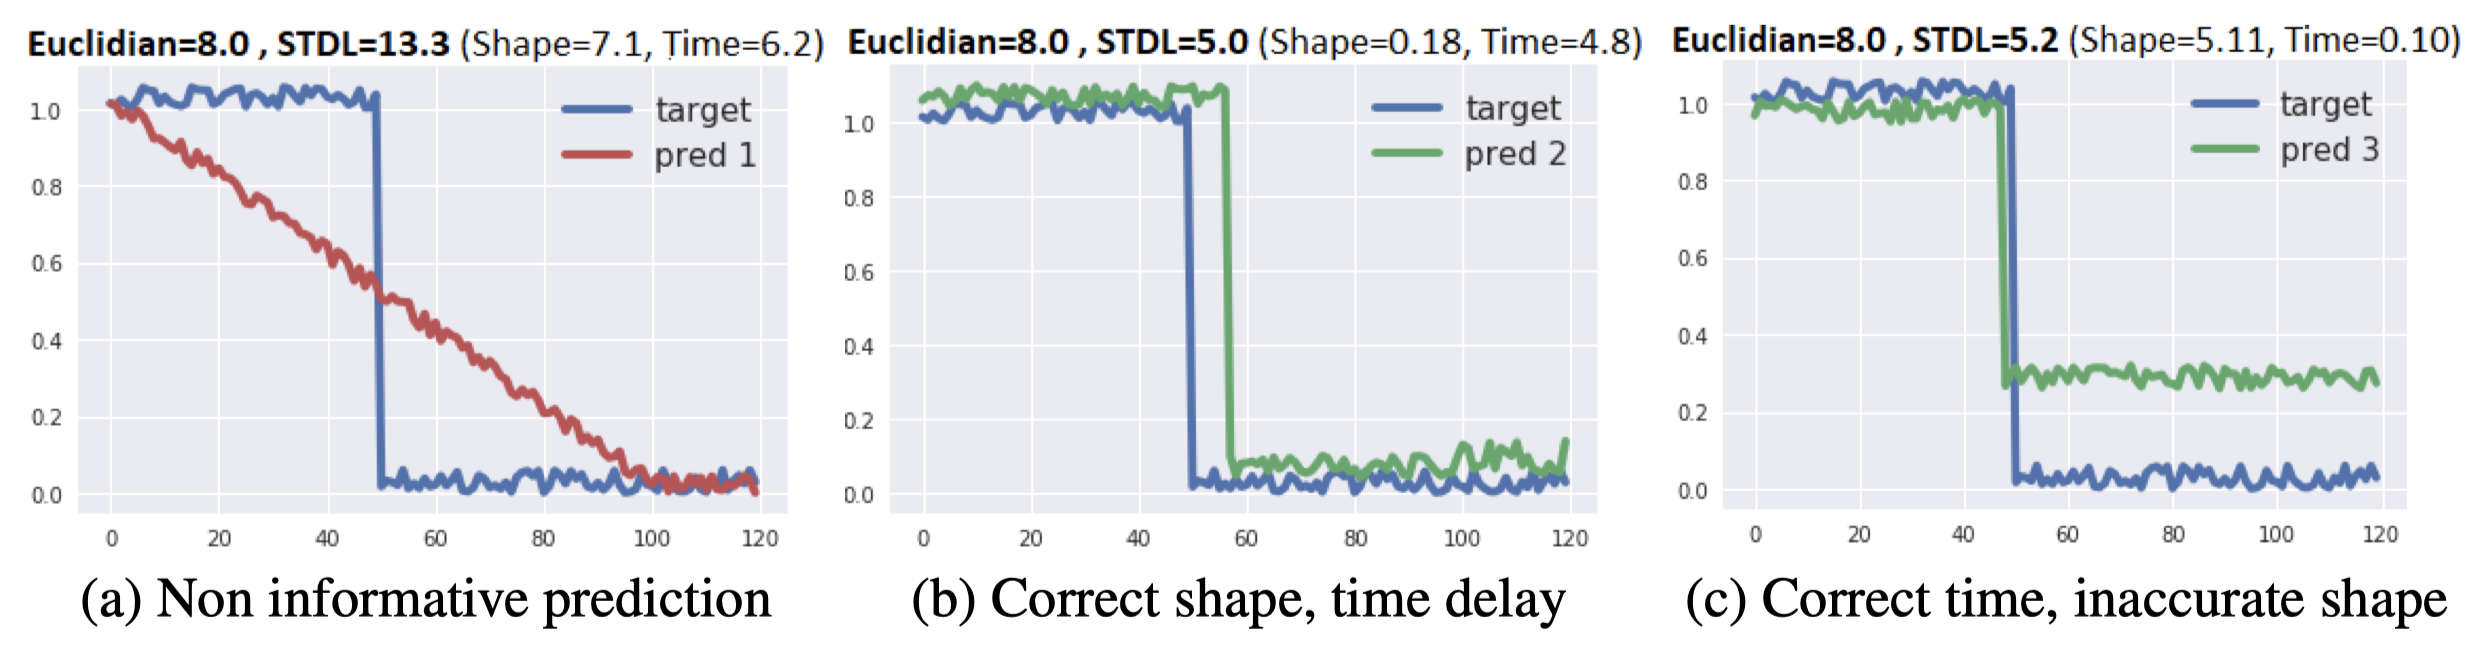 Euclidian=8.0 , STDL=13.3 (Shape=7.1, Time=6.2)
target
pred 1
1.0
0.8
0.6
0.4
0.2
0.0
0 20 40 60 80 100 120
(a) Non informative prediction
Euclidian=8.0 , STDL=5.0 (Shape=0.18, Time=4.8)
target
pred 2
1.0
0.8
0.6
0.4
0.2
0.0
0 20 40 60 80 100 120
(b) Correct shape, time delay
Euclidian=8.0 , STDL=5.2 (Shape=5.11, Time=0.10)
target
pred 3
1.0
0.8
0.6
0.4
0.2
0.0
0 20 40 60 80 100 120
(c) Correct time, inaccurate shape